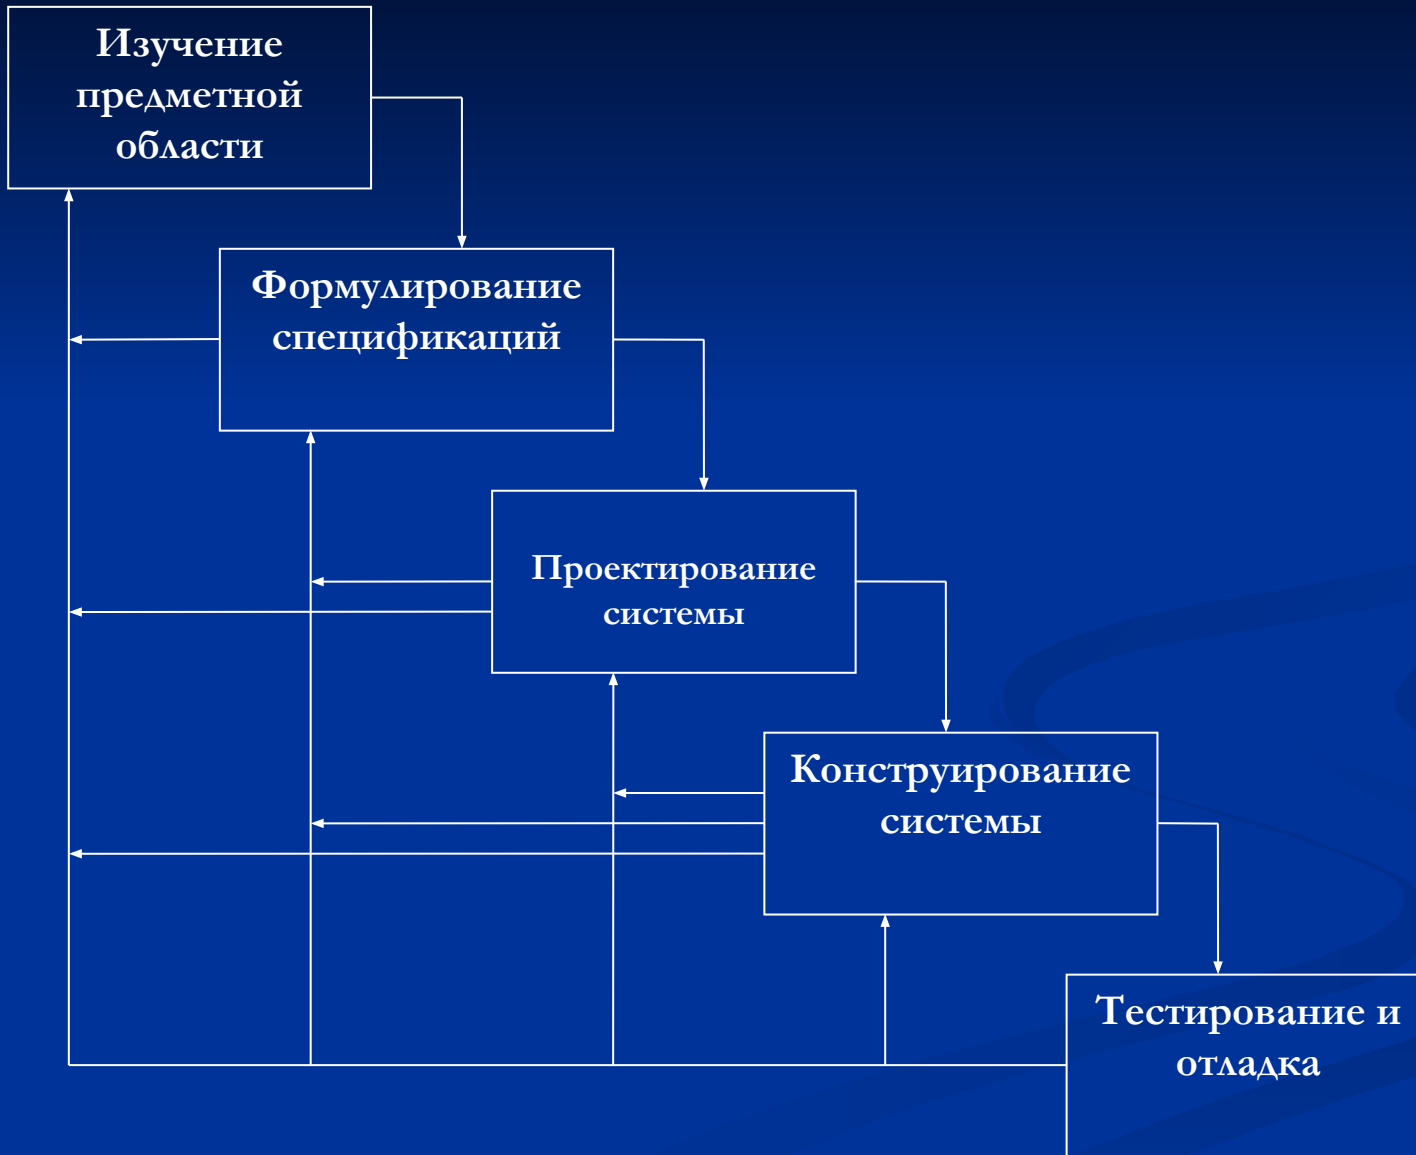 Изучение
предметной
области
Формулирование
спецификаций
Проектирование
системы
Конструирование
системы
Тестирование и
отладка